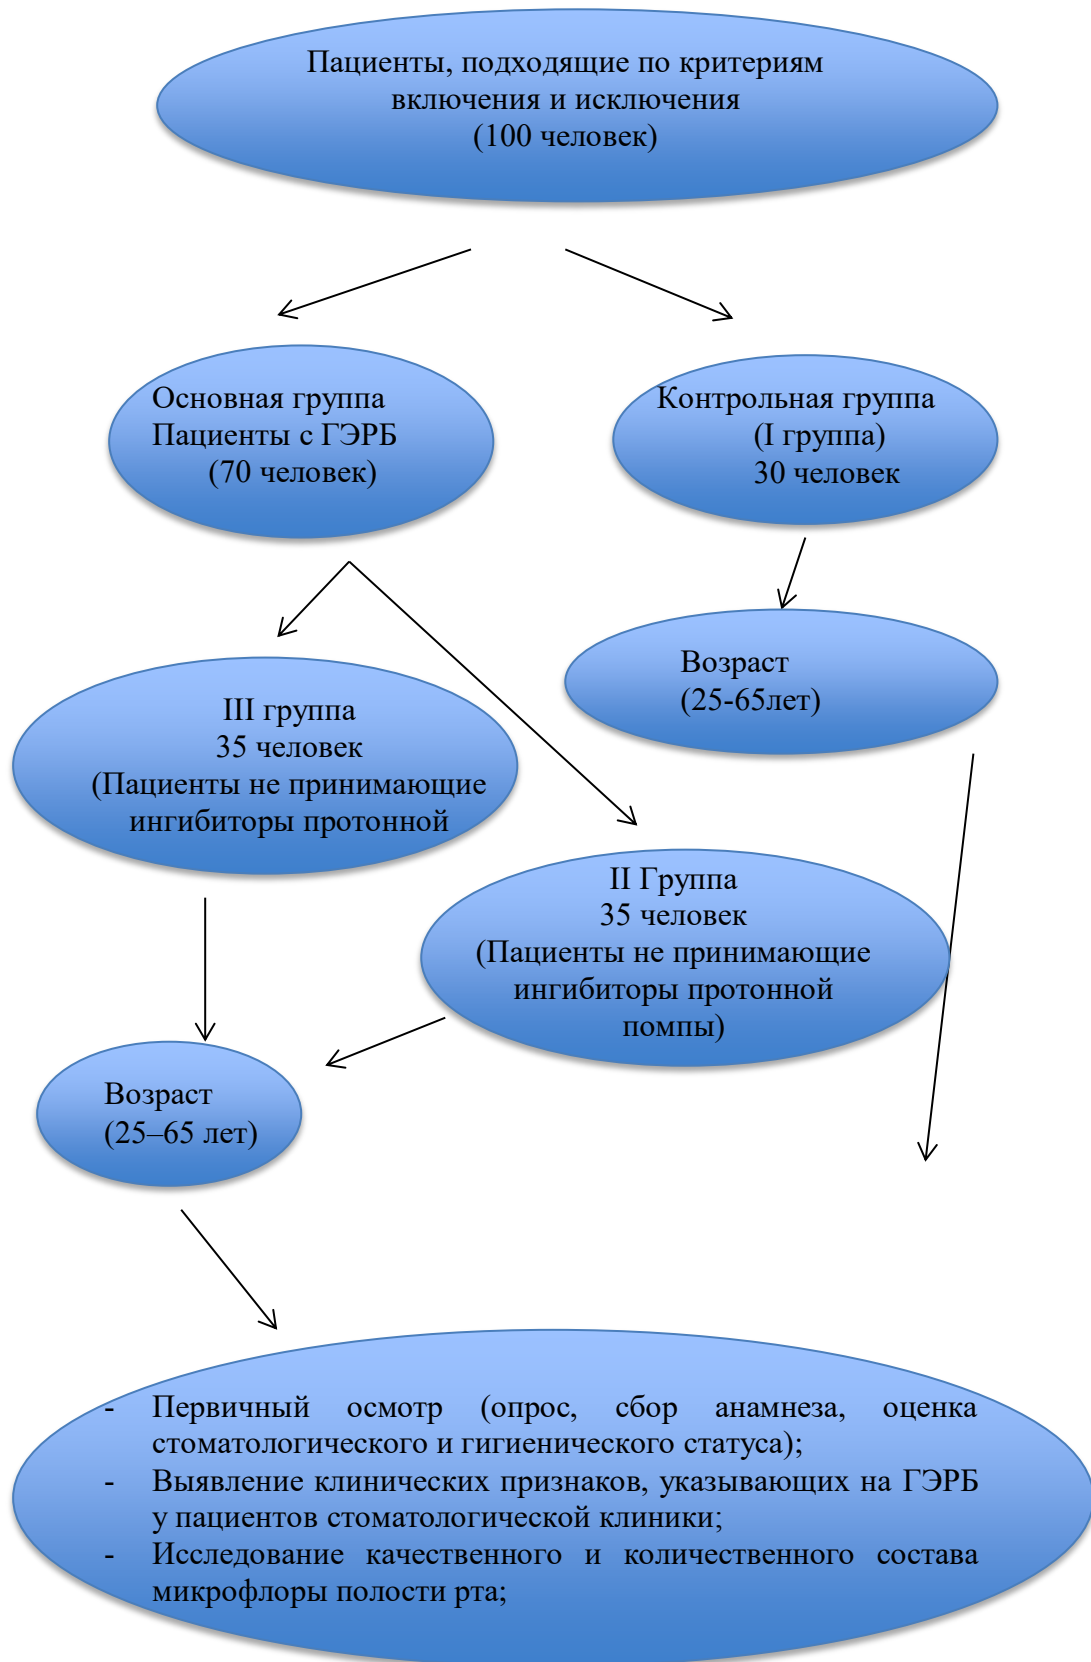 Пациенты, подходящие по критериям
включения и исключения
(100 человек)
Основная группа
Пациенты с ГЭРБ
(70 человек)
Контрольная группа
(I группа)
30 человек
Возраст
(25-65лет)
III группа
35 человек
(Пациенты не принимающие
ингибиторы протонной
II Группа
35 человек
(Пациенты не принимающие
ингибиторы протонной
помпы)
Возраст
(25–65 лет)
- Первичный осмотр (опрос, сбор анамнеза, оценка
стоматологического и гигиенического статуса);
- Выявление клинических признаков, указывающих на ГЭРБ
у пациентов стоматологической клиники;
- Исследование качественного и количественного состава
микрофлоры полости рта;